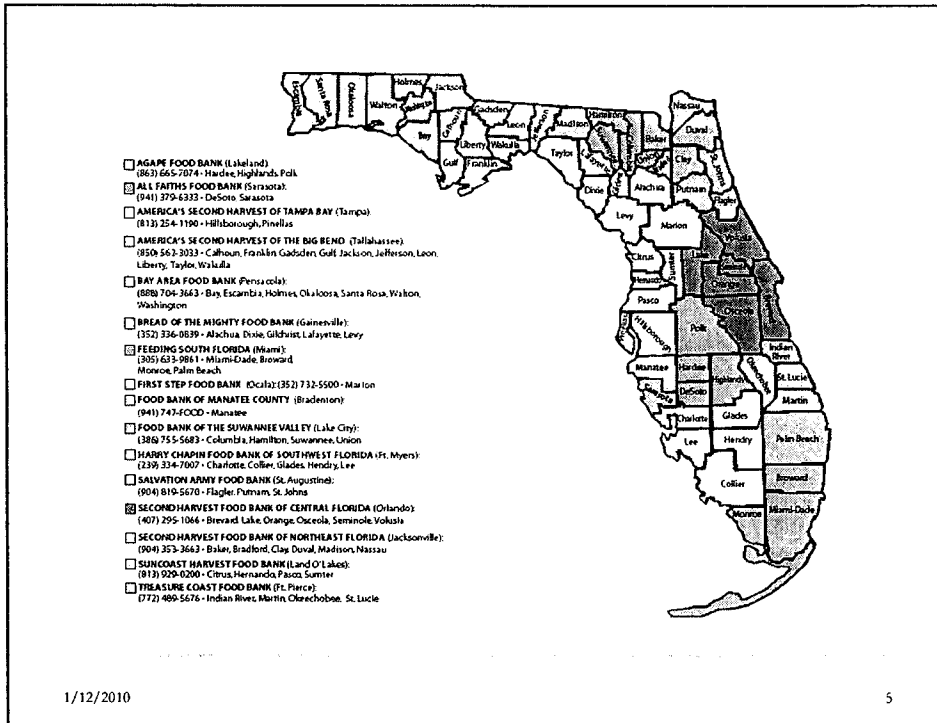 AGAPE FOOD BANK (Lakeland):
(863) 665-7074 - Hardee, Highlands, Polk
ALL FAITHS FOOD BANK (Sarasota):
(941) 379-6333 - DeSoto, Sarasota
AMERICA'S SECOND HARVEST OF TAMPA BAY (Tampa):
(813) 254-1190 - Hillsborough, Pinellas
AMERICA'S SECOND HARVEST OF THE BIG BEND (Tallahassee):
(850) 562-3033 - Calhoun, Franklin, Gadsden, Gulf, Jackson, Jefferson, Leon,
Liberty, Taylor, Wakulla
BAY AREA FOOD BANK (Pensacola):
(888) 704-3663 - Bay, Escambia, Holmes, Okaloosa, Santa Rosa, Walton,
Washington
BREAD OF THE MIGHTY FOOD BANK (Gainesville):
(352) 336-0839 - Alachua, Dixie, Gilchrist, Lafayette, Levy
FEEDING SOUTH FLORIDA (Miami):
(305) 633-9861 - Miami-Dade, Broward,
Monroe, Palm Beach
FIRST STEP FOOD BANK (Ocala): (352) 732-5500 - Marion
FOOD BANK OF MANATEE COUNTY (Bradenton):
(941) 747-FOOD - Manatee
FOOD BANK OF THE SUWANNEE VALLEY (Lake City):
(386) 755-5683 - Columbia, Hamilton, Suwannee, Union
HARRY CHAPIN FOOD BANK OF SOUTHWEST FLORIDA (Ft. Myers):
(239) 334-7007 - Charlotte, Collier, Glades, Hendry, Lee
SALVATION ARMY FOOD BANK (St. Augustine):
(904) 819-5670 - Flagler, Putnam, St. Johns
SECOND HARVEST FOOD BANK OF CENTRAL FLORIDA (Orlando):
(407) 295-1066 - Brevard, Lake, Orange, Osceola, Seminole, Volusia
SECOND HARVEST FOOD BANK OF NORTHEAST FLORIDA (Jacksonville):
(904) 353-3663 - Baker, Bradford, Clay, Duval, Madison, Nassau
SUNCOAST HARVEST FOOD BANK (Land O'Lakes):
(813) 929-0200 - Citrus, Hernando, Pasco, Sumter
TREASURE COAST FOOD BANK (Ft. Pierce):
(772) 489-5676 - Indian River, Martin, Okeechobee, St. Lucie
Escambia
Santa Rosa
Okaloosa
Walton
Holmes
Jackson
Bay
Calhoun
Gulf
Liberty
Franklin
Gadsden
Leon
Wakulla
Jefferson
Madison
Taylor
Hamilton
Lafayette
Dixie
Baker
Nassau
Duval
Clay
St. Johns
Union
Alachua
Putnam
Flagler
Levy
Marion
Volusia
Citrus
Sumter
Lake
Hernando
Pasco
Orange
Osceola
Hillsborough
Polk
Indian
River
Manatee
Hardee
Highlands
Okeechobee
St. Lucie
Sarasota
DeSoto
Martin
Charlotte
Glades
Lee
Hendry
Palm Beach
Collier
Broward
Monroe
Miami-Dade
1/12/2010
5